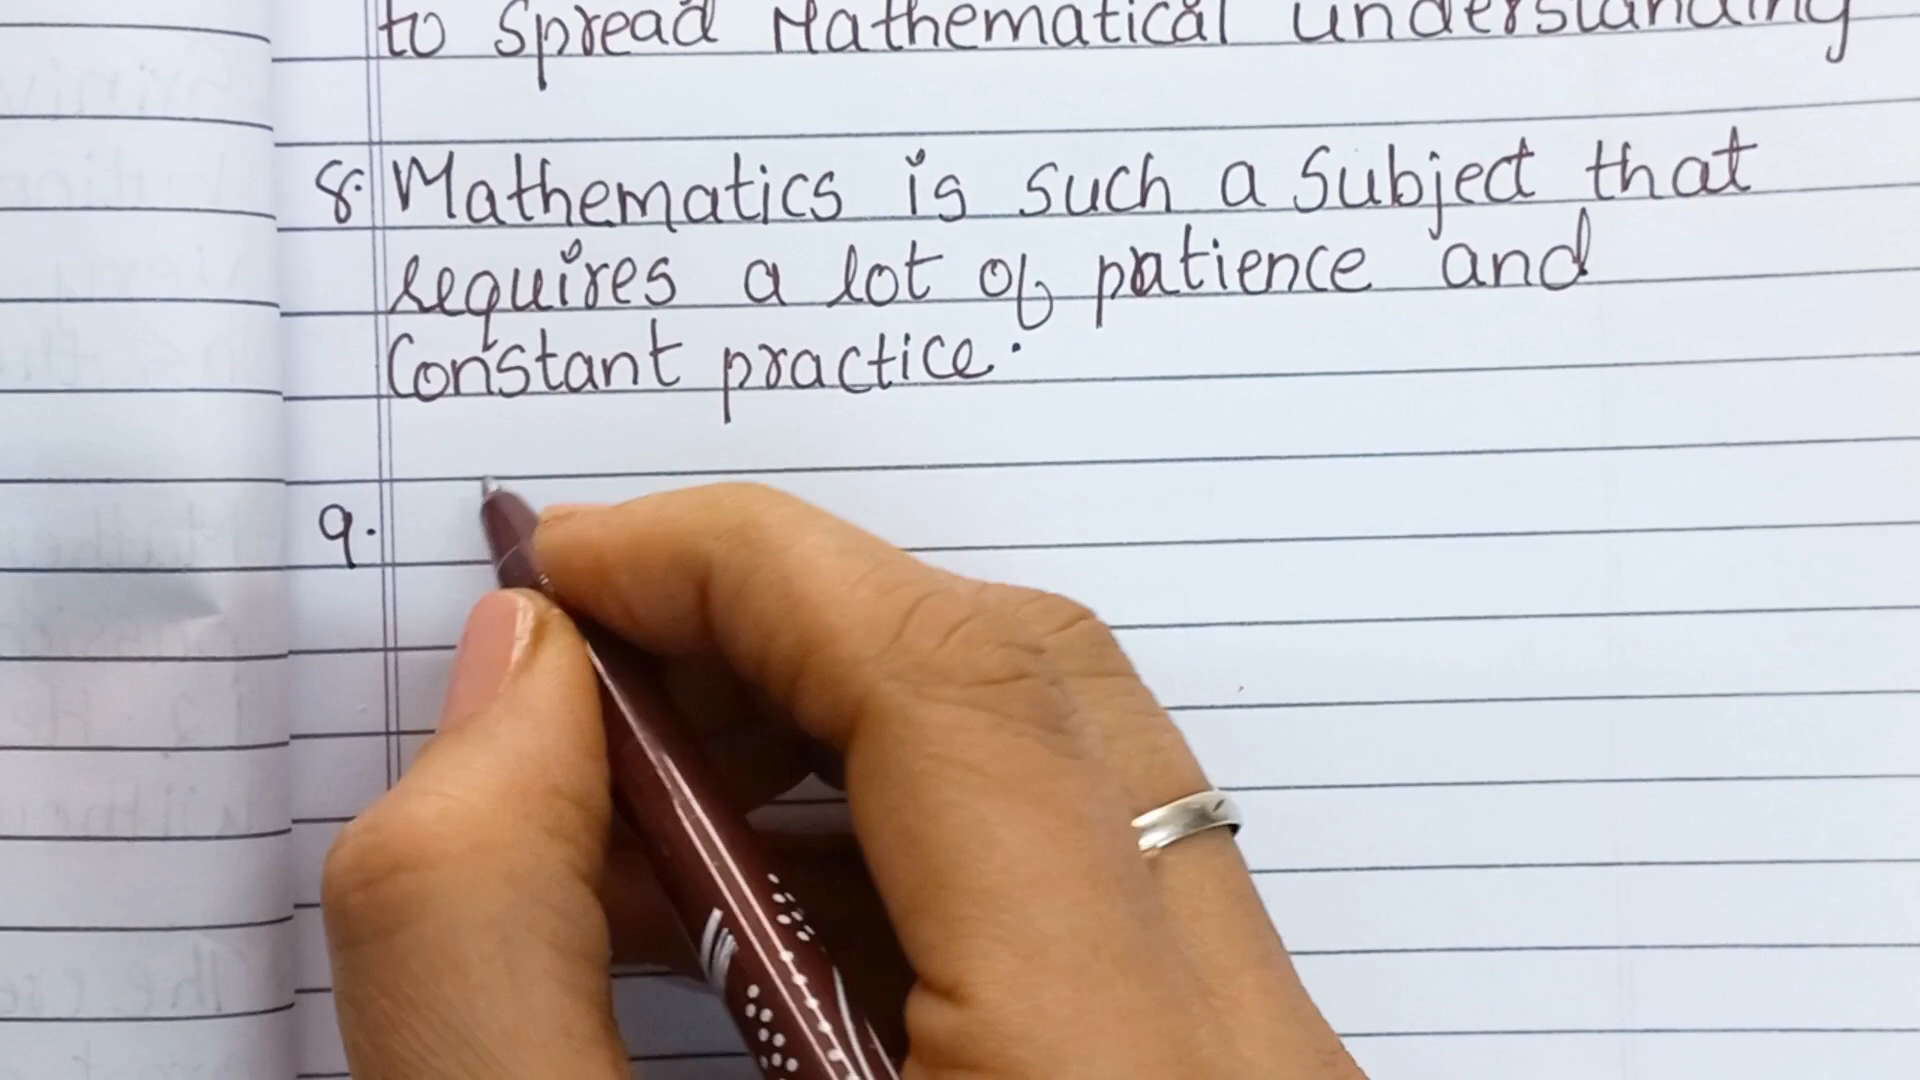 to Spread Mathematical Understanding
8. Mathematics is such a Subject that
requires a lot of patience and
Constant practice.
9.